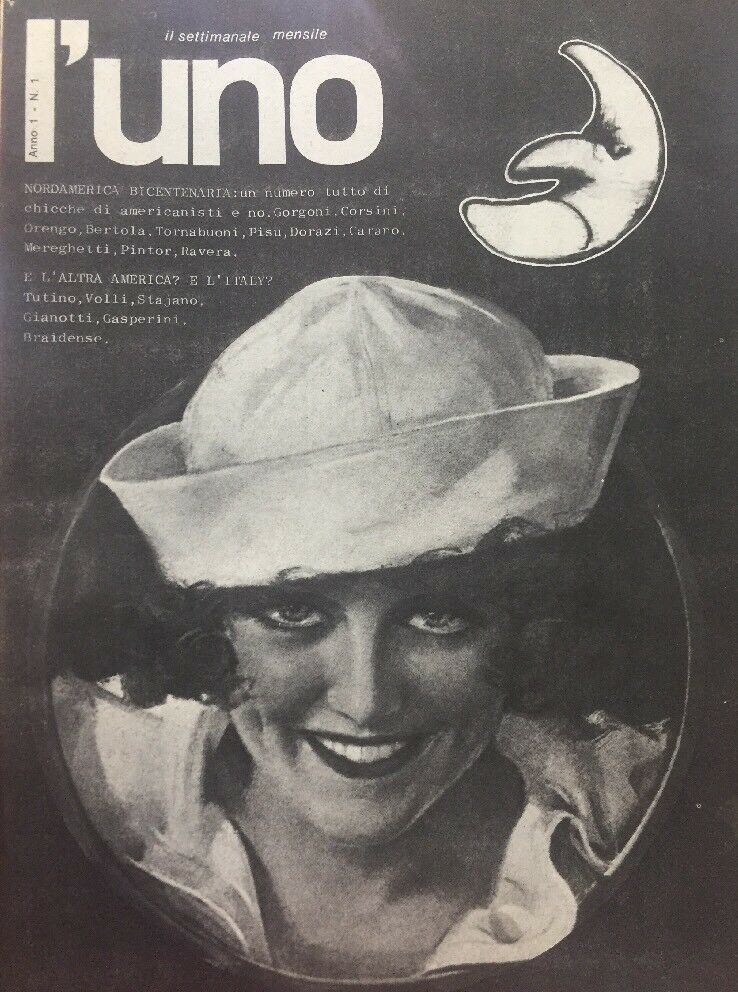 il settimanale mensile
l'uno
Anno 1 - N. 1
NORDAMERICA BICENTENARIA:un numero tutto di
chicche di americanisti e no.Gorgoni,Corsini,
Orengo,Bertola,Tornabuoni,Pisu,Dorazi,Cararo,
Mereghetti,Pintor,Ravera.
E L'ALTRA AMERICA? E L'ITALY?
Tutino,Volli,Stajano,
Gianotti,Gasperini,
Braidense.